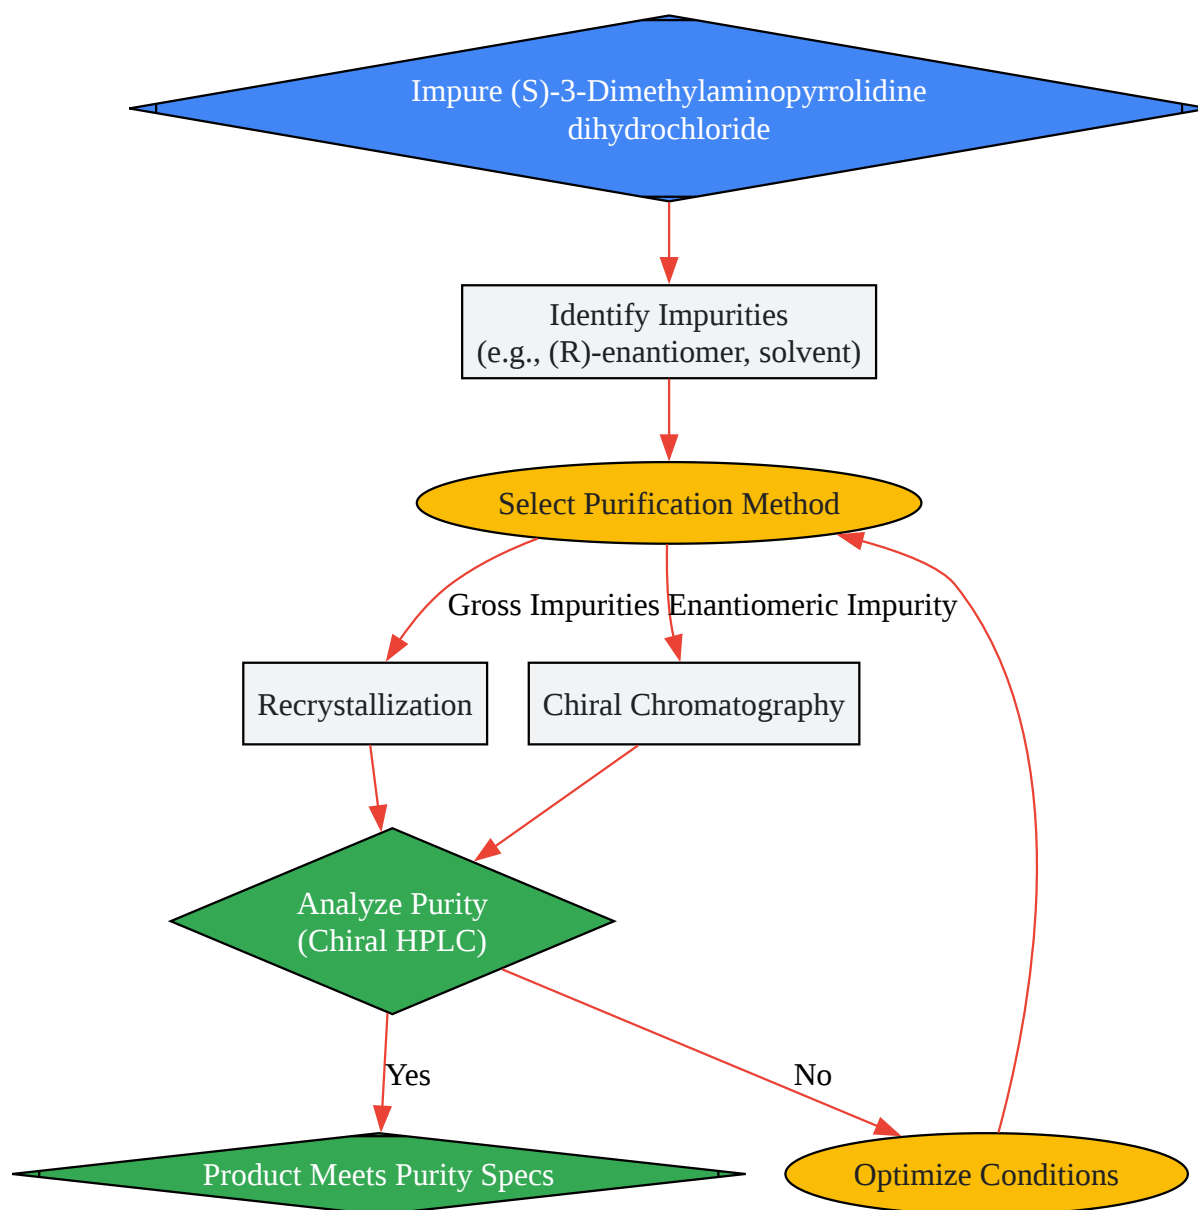 Impure (S)-3-Dimethylaminopyrrolidine
dihydrochloride
Identify Impurities
(e.g., (R)-enantiomer, solvent)
Select Purification Method
Gross Impurities
Enantiomeric Impurity
Recrystallization
Chiral Chromatography
Analyze Purity
(Chiral HPLC)
Yes
No
Product Meets Purity Specs
Optimize Conditions